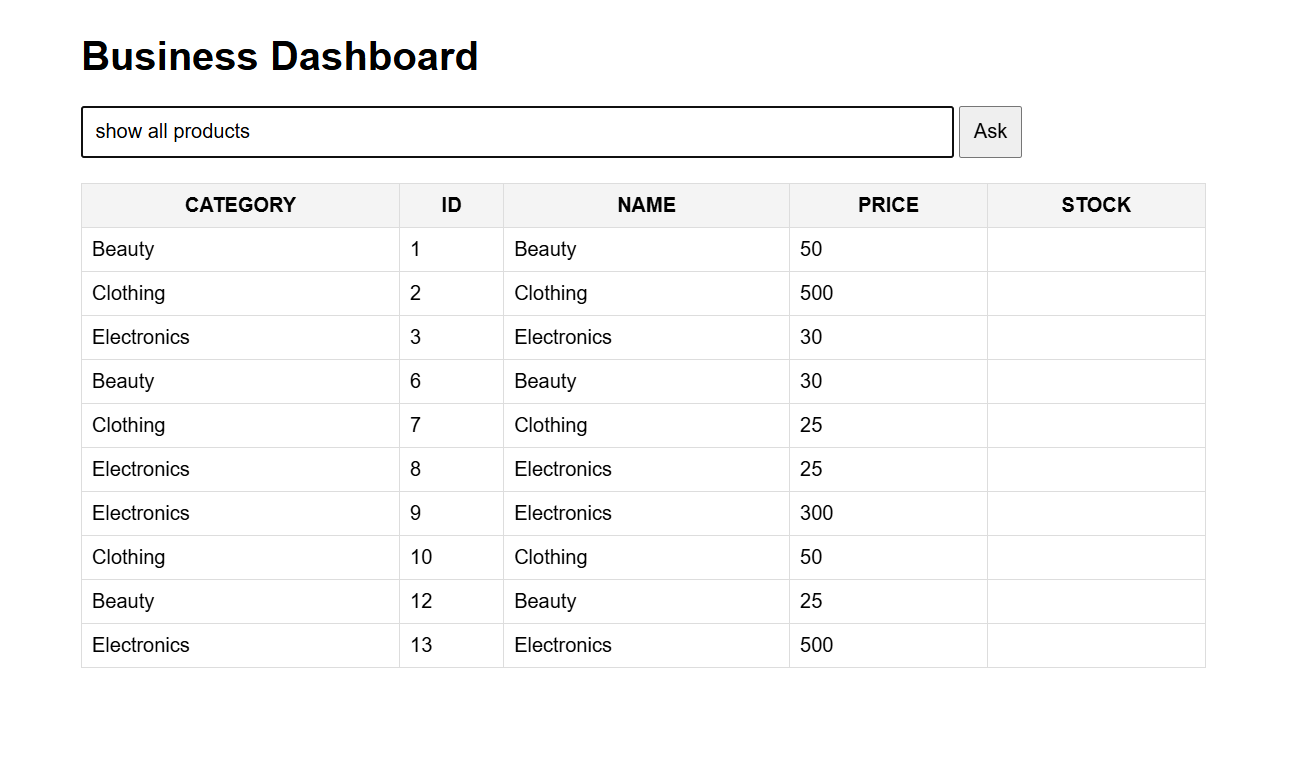 Business Dashboard
show all products Ask
CATEGORY ID NAME PRICE STOCK
Beauty 1 Beauty 50
Clothing 2 Clothing 500
Electronics 3 Electronics 30
Beauty 6 Beauty 30
Clothing 7 Clothing 25
Electronics 8 Electronics 25
Electronics 9 Electronics 300
Clothing 10 Clothing 50
Beauty 12 Beauty 25
Electronics 13 Electronics 500